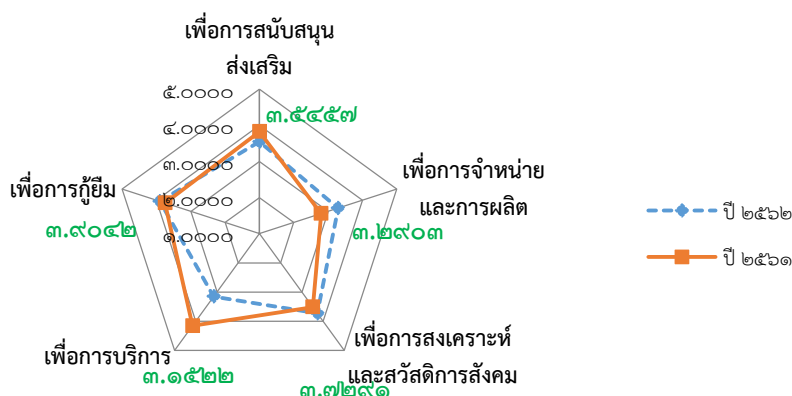 เพื่อการสนับสนุน
ส่งเสริม
๕.๐๐๐๐
๓.๕๔๕๗
๔.๐๐๐๐
๓.๐๐๐๐
๒.๐๐๐๐
๑.๐๐๐๐
เพื่อการจำหน่าย
และการผลิต
๓.๒๙๐๓
เพื่อการกู้ยืม
๓.๙๐๔๒
เพื่อการบริการ
๓.๑๕๒๒
เพื่อการสงเคราะห์
และสวัสดิการสังคม
๓.๗๒๙๑
ปี ๒๕๖๒
ปี ๒๕๖๑